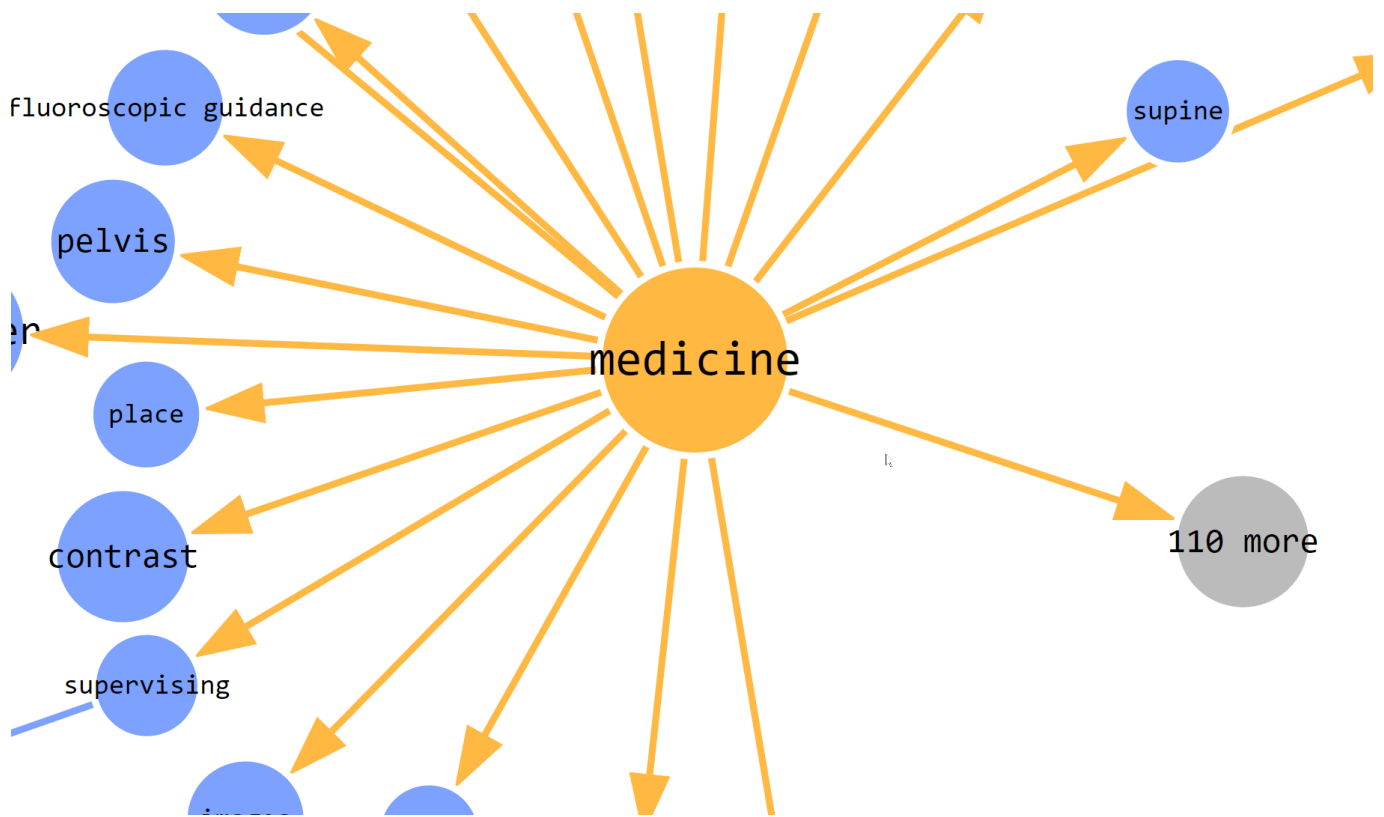 fluoroscopic guidance
supine
pelvis
medicine
place
110 more
contrast
supervising